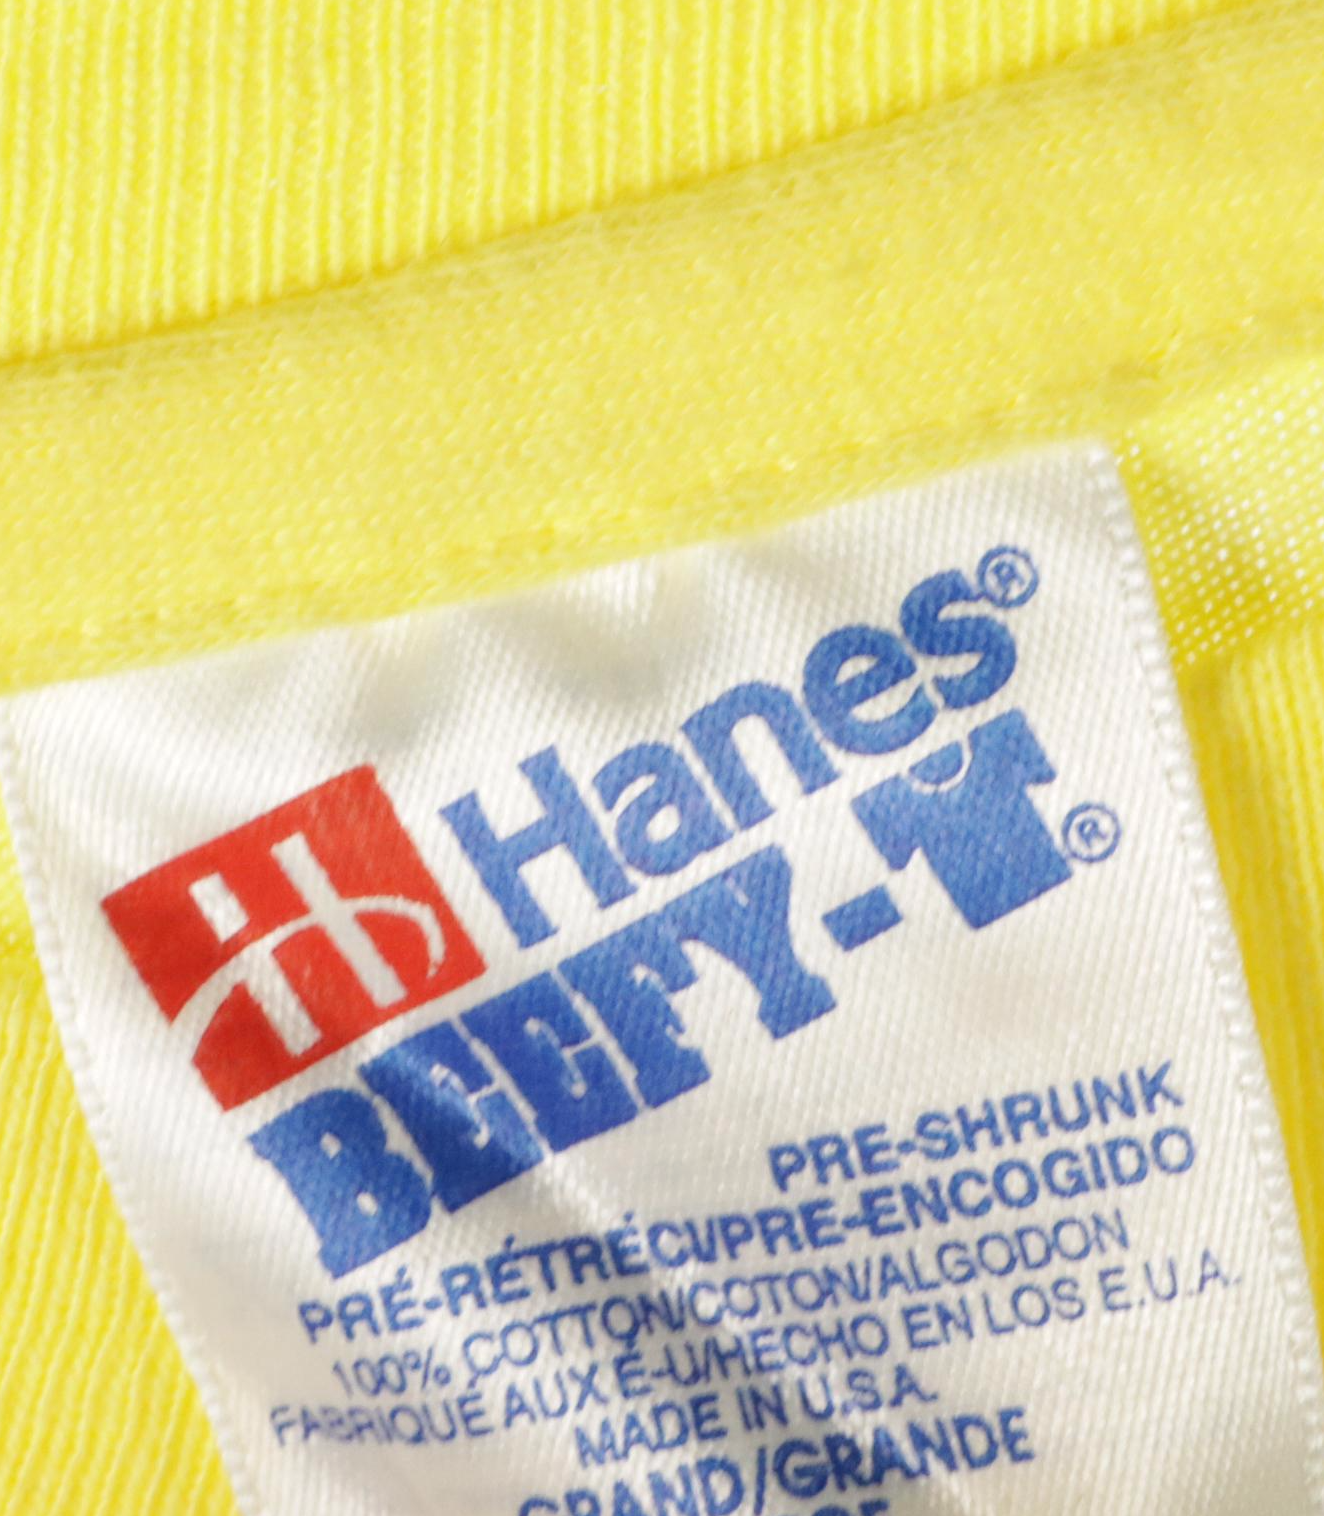 Hanes®
BEEFY-T®
PRE-SHRUNK
PRÉ-RÉTRÉCI/PRE-ENCOGIDO
100% COTTON/COTON/ALGODON
FABRIQUÉ AUX É-U/HECHO EN LOS E.U.A.
MADE IN U.S.A.
GRAND/GRANDE